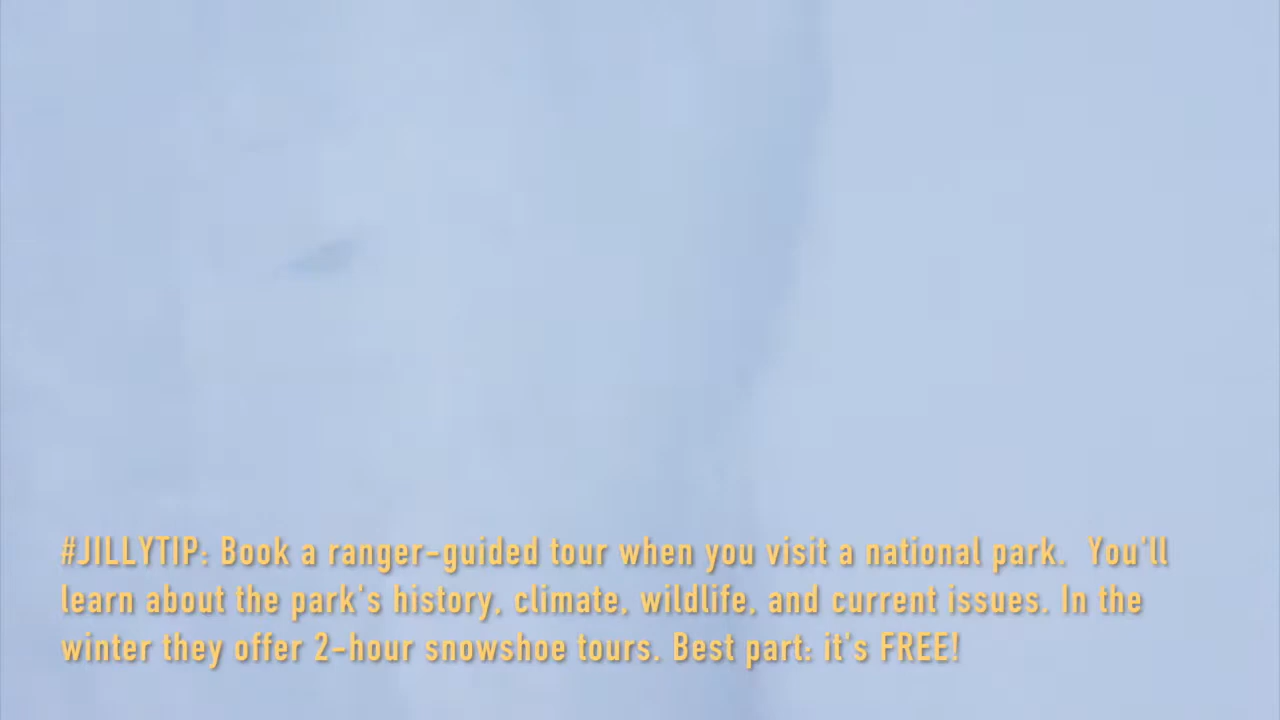 #JILLYTIP: Book a ranger-guided tour when you visit a national park.  You'll
learn about the park's history, climate, wildlife, and current issues. In the
winter they offer 2-hour snowshoe tours. Best part: it's FREE!